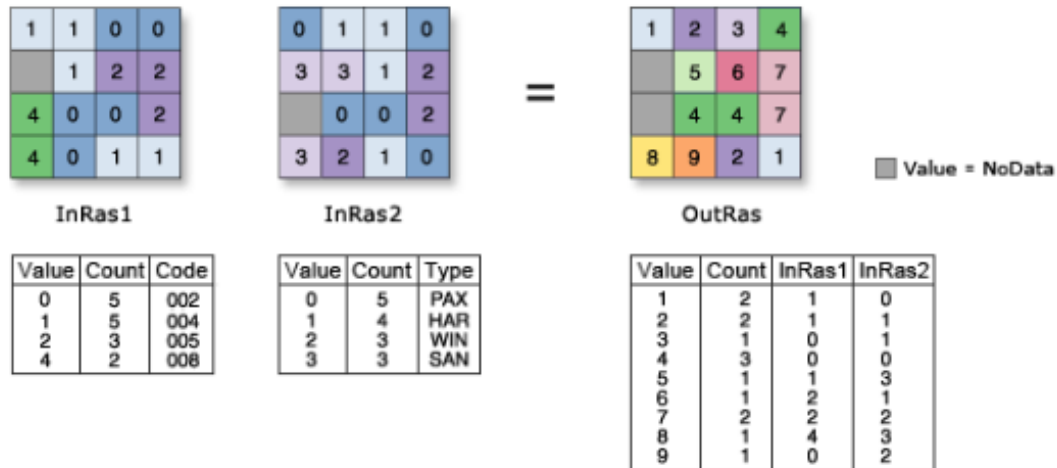 1 1 0 0 0 1 1 0 1 2 3 4
1 2 2 3 3 1 2 = 5 6 7
4 0 0 2 0 0 2 4 4 7
4 0 1 1 3 2 1 0 8 9 2 1
Value = NoData
InRas1 InRas2 OutRas
Value Count Code Value Count Type Value Count InRas1 InRas2
0 5 002 0 5 PAX 1 2 1 0
1 5 004 1 4 HAR 2 2 1 1
2 3 005 2 3 WIN 3 1 0 1
4 2 008 3 3 SAN 4 3 0 0
5 1 1 3
6 1 2 1
7 2 2 2
8 1 4 3
9 1 0 2